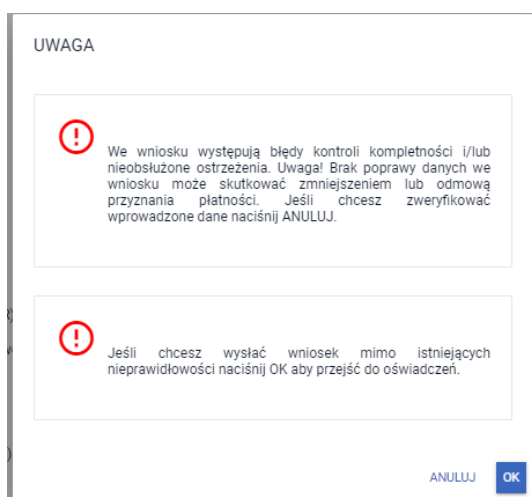 UWAGA
We wniosku występują błędy kontroli kompletności i/lub
nieobsłużone ostrzeżenia. Uwaga! Brak poprawy danych we
wniosku może skutkować zmniejszeniem lub odmową
przyznania płatności. Jeśli chcesz zweryfikować
wprowadzone dane naciśnij ANULUJ.
Jeśli chcesz wysłać wniosek mimo istniejących
nieprawidłowości naciśnij OK aby przejść do oświadczeń.
ANULUJ OK